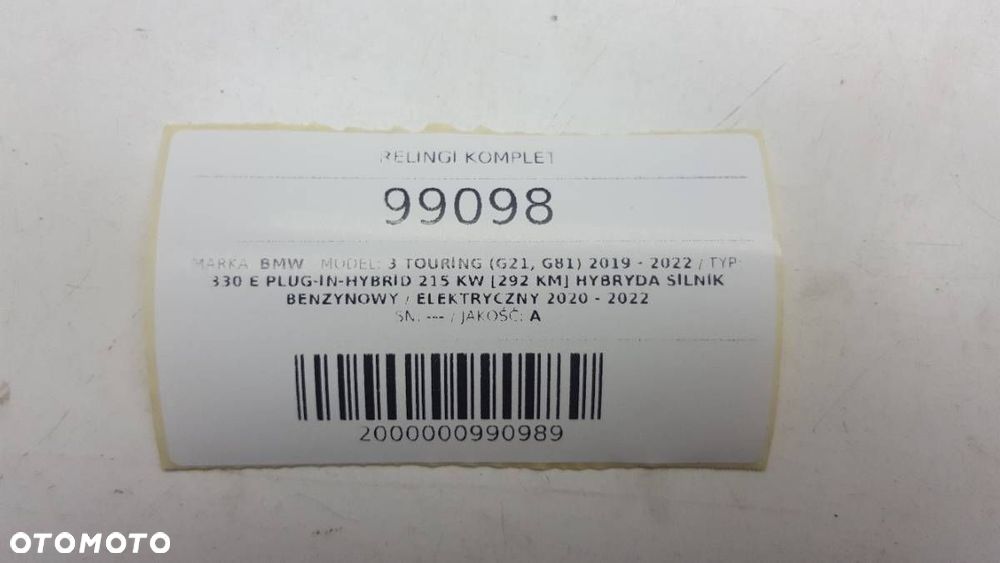 RELINGI KOMPLET
99098
MARKA: BMW MODEL: 3 TOURING (G21, G81) 2019 - 2022 / TYP:
330 E PLUG-IN-HYBRID 215 KW [292 KM] HYBRYDA SILNIK
BENZYNOWY / ELEKTRYCZNY 2020 - 2022
SN: --- / JAKOŚĆ: A
2000000990989
OTOMOTO